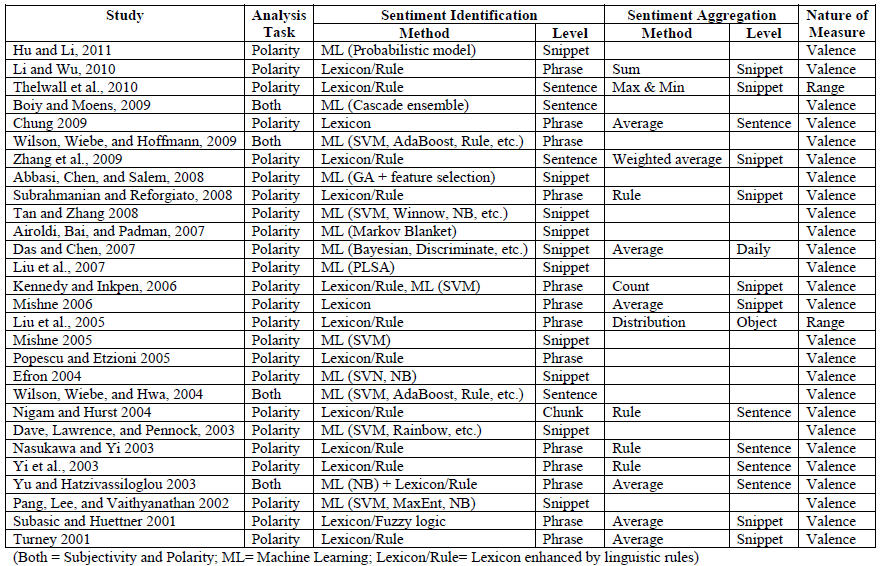 Study Analysis Task Sentiment Identification Sentiment Aggregation Nature of Measure
Method Level Method Level
Hu and Li, 2011 Polarity ML (Probabilistic model) Snippet Valence
Li and Wu, 2010 Polarity Lexicon/Rule Phrase Sum Snippet Valence
Thelwall et al., 2010 Polarity Lexicon/Rule Sentence Max & Min Snippet Range
Boiy and Moens, 2009 Both ML (Cascade ensemble) Sentence Valence
Chung 2009 Polarity Lexicon Phrase Average Sentence Valence
Wilson, Wiebe, and Hoffmann, 2009 Both ML (SVM, AdaBoost, Rule, etc.) Phrase Valence
Zhang et al., 2009 Polarity Lexicon/Rule Sentence Weighted average Snippet Valence
Abbasi, Chen, and Salem, 2008 Polarity ML (GA + feature selection) Snippet Valence
Subrahmanian and Reforgiato, 2008 Polarity Lexicon/Rule Phrase Rule Snippet Valence
Tan and Zhang 2008 Polarity ML (SVM, Winnow, NB, etc.) Snippet Valence
Airoldi, Bai, and Padman, 2007 Polarity ML (Markov Blanket) Snippet Valence
Das and Chen, 2007 Polarity ML (Bayesian, Discriminate, etc.) Snippet Average Daily Valence
Liu et al., 2007 Polarity ML (PLSA) Snippet Valence
Kennedy and Inkpen, 2006 Polarity Lexicon/Rule, ML (SVM) Phrase Count Snippet Valence
Mishne 2006 Polarity Lexicon Phrase Average Snippet Valence
Liu et al., 2005 Polarity Lexicon/Rule Phrase Distribution Object Range
Mishne 2005 Polarity ML (SVM) Snippet Valence
Popescu and Etzioni 2005 Polarity Lexicon/Rule Phrase Valence
Efron 2004 Polarity ML (SVN, NB) Snippet Valence
Wilson, Wiebe, and Hwa, 2004 Both ML (SVM, AdaBoost, Rule, etc.) Sentence Valence
Nigam and Hurst 2004 Polarity Lexicon/Rule Chunk Rule Sentence Valence
Dave, Lawrence, and Pennock, 2003 Polarity ML (SVM, Rainbow, etc.) Snippet Valence
Nasukawa and Yi 2003 Polarity Lexicon/Rule Phrase Rule Sentence Valence
Yi et al., 2003 Polarity Lexicon/Rule Phrase Rule Sentence Valence
Yu and Hatzivassiloglou 2003 Both ML (NB) + Lexicon/Rule Phrase Average Sentence Valence
Pang, Lee, and Vaithyanathan 2002 Polarity ML (SVM, MaxEnt, NB) Snippet Valence
Subasic and Huettner 2001 Polarity Lexicon/Fuzzy logic Phrase Average Snippet Valence
Turney 2001 Polarity Lexicon/Rule Phrase Average Snippet Valence
(Both = Subjectivity and Polarity; ML= Machine Learning; Lexicon/Rule= Lexicon enhanced by linguistic rules)